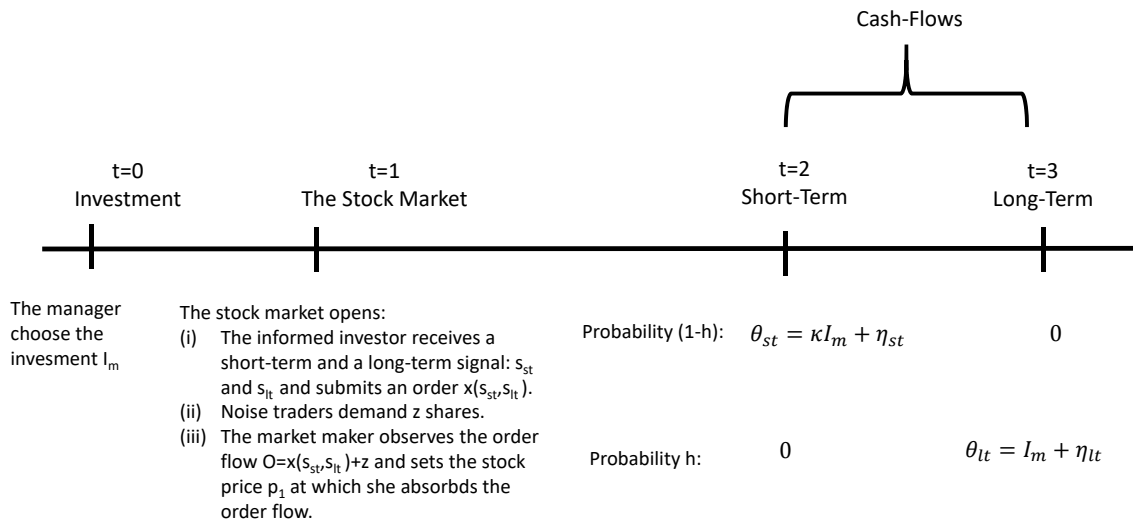 Cash-Flows
t=0
Investment
t=1
The Stock Market
t=2
Short-Term
t=3
Long-Term
The manager
choose the
invesment I_m
The stock market opens:
(i) The informed investor receives a
short-term and a long-term signal: s_st
and s_lt and submits an order x(s_st,s_lt).
(ii) Noise traders demand z shares.
(iii) The market maker observes the order
flow O=x(s_st,s_lt)+z and sets the stock
price p_1 at which she absorbds the
order flow.
Probability (1-h): θ_st = κI_m + η_st 0
Probability h: 0 θ_lt = I_m + η_lt